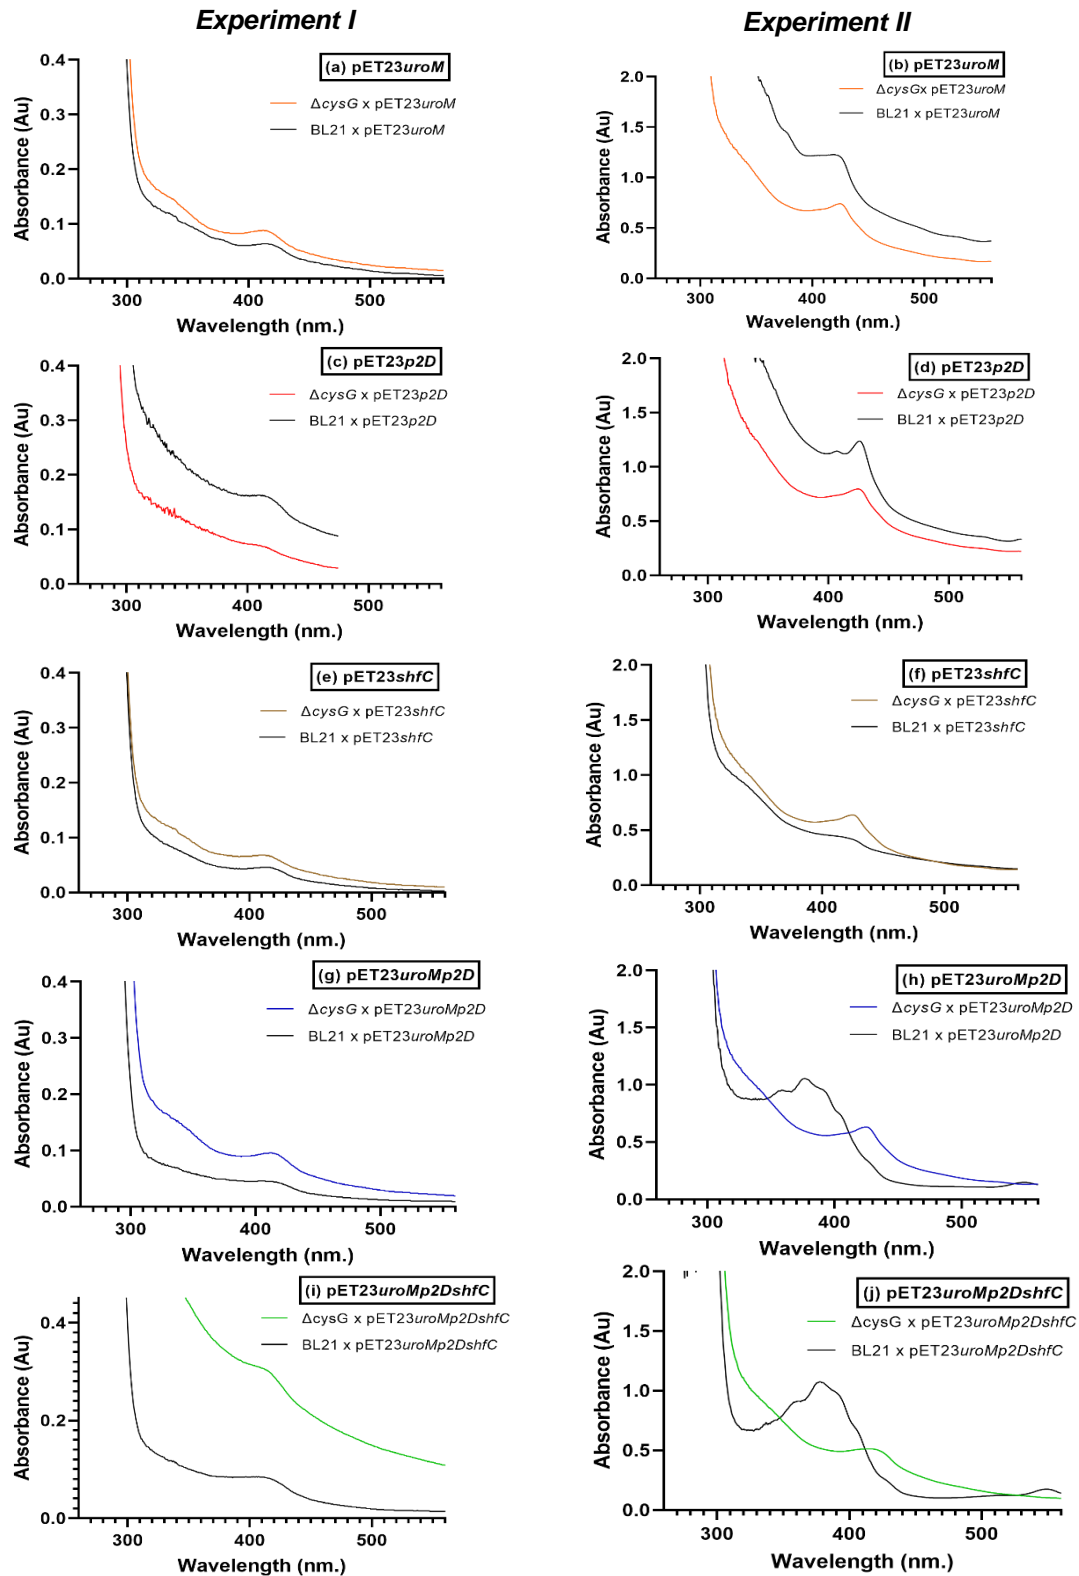 Experiment I
Experiment II
(a) pET23uroM
ΔcysG x pET23uroM
BL21 x pET23uroM
Absorbance (Au)
0.4
0.3
0.2
0.1
0.0
300 400 500
Wavelength (nm.)
(b) pET23uroM
ΔcysGx pET23uroM
BL21 x pET23uroM
Absorbance (Au)
2.0
1.5
1.0
0.5
0.0
300 400 500
Wavelength (nm.)
(c) pET23p2D
ΔcysG x pET23p2D
BL21 x pET23p2D
Absorbance (Au)
0.4
0.3
0.2
0.1
0.0
300 400 500
Wavelength (nm.)
(d) pET23p2D
ΔcysG x pET23p2D
BL21 x pET23p2D
Absorbance (Au)
2.0
1.5
1.0
0.5
0.0
300 400 500
Wavelength (nm.)
(e) pET23shfC
ΔcysG x pET23shfC
BL21 x pET23shfC
Absorbance (Au)
0.4
0.3
0.2
0.1
0.0
300 400 500
Wavelength (nm.)
(f) pET23shfC
ΔcysG x pET23shfC
BL21 x pET23shfC
Absorbance (Au)
2.0
1.5
1.0
0.5
0.0
300 400 500
Wavelength (nm.)
(g) pET23uroMp2D
ΔcysG x pET23uroMp2D
BL21 x pET23uroMp2D
Absorbance (Au)
0.4
0.3
0.2
0.1
0.0
300 400 500
Wavelength (nm.)
(h) pET23uroMp2D
ΔcysG x pET23uroMp2D
BL21 x pET23uroMp2D
Absorbance (Au)
2.0
1.5
1.0
0.5
0.0
300 400 500
Wavelength (nm.)
(i) pET23uroMp2DshfC
ΔcysG x pET23uroMp2DshfC
BL21 x pET23uroMp2DshfC
Absorbance (Au)
0.4
0.2
0.0
300 400 500
Wavelength (nm.)
(j) pET23uroMp2DshfC
ΔcysG x pET23uroMp2DshfC
BL21 x pET23uroMp2DshfC
Absorbance (Au)
2.0
1.5
1.0
0.5
0.0
300 400 500
Wavelength (nm.)